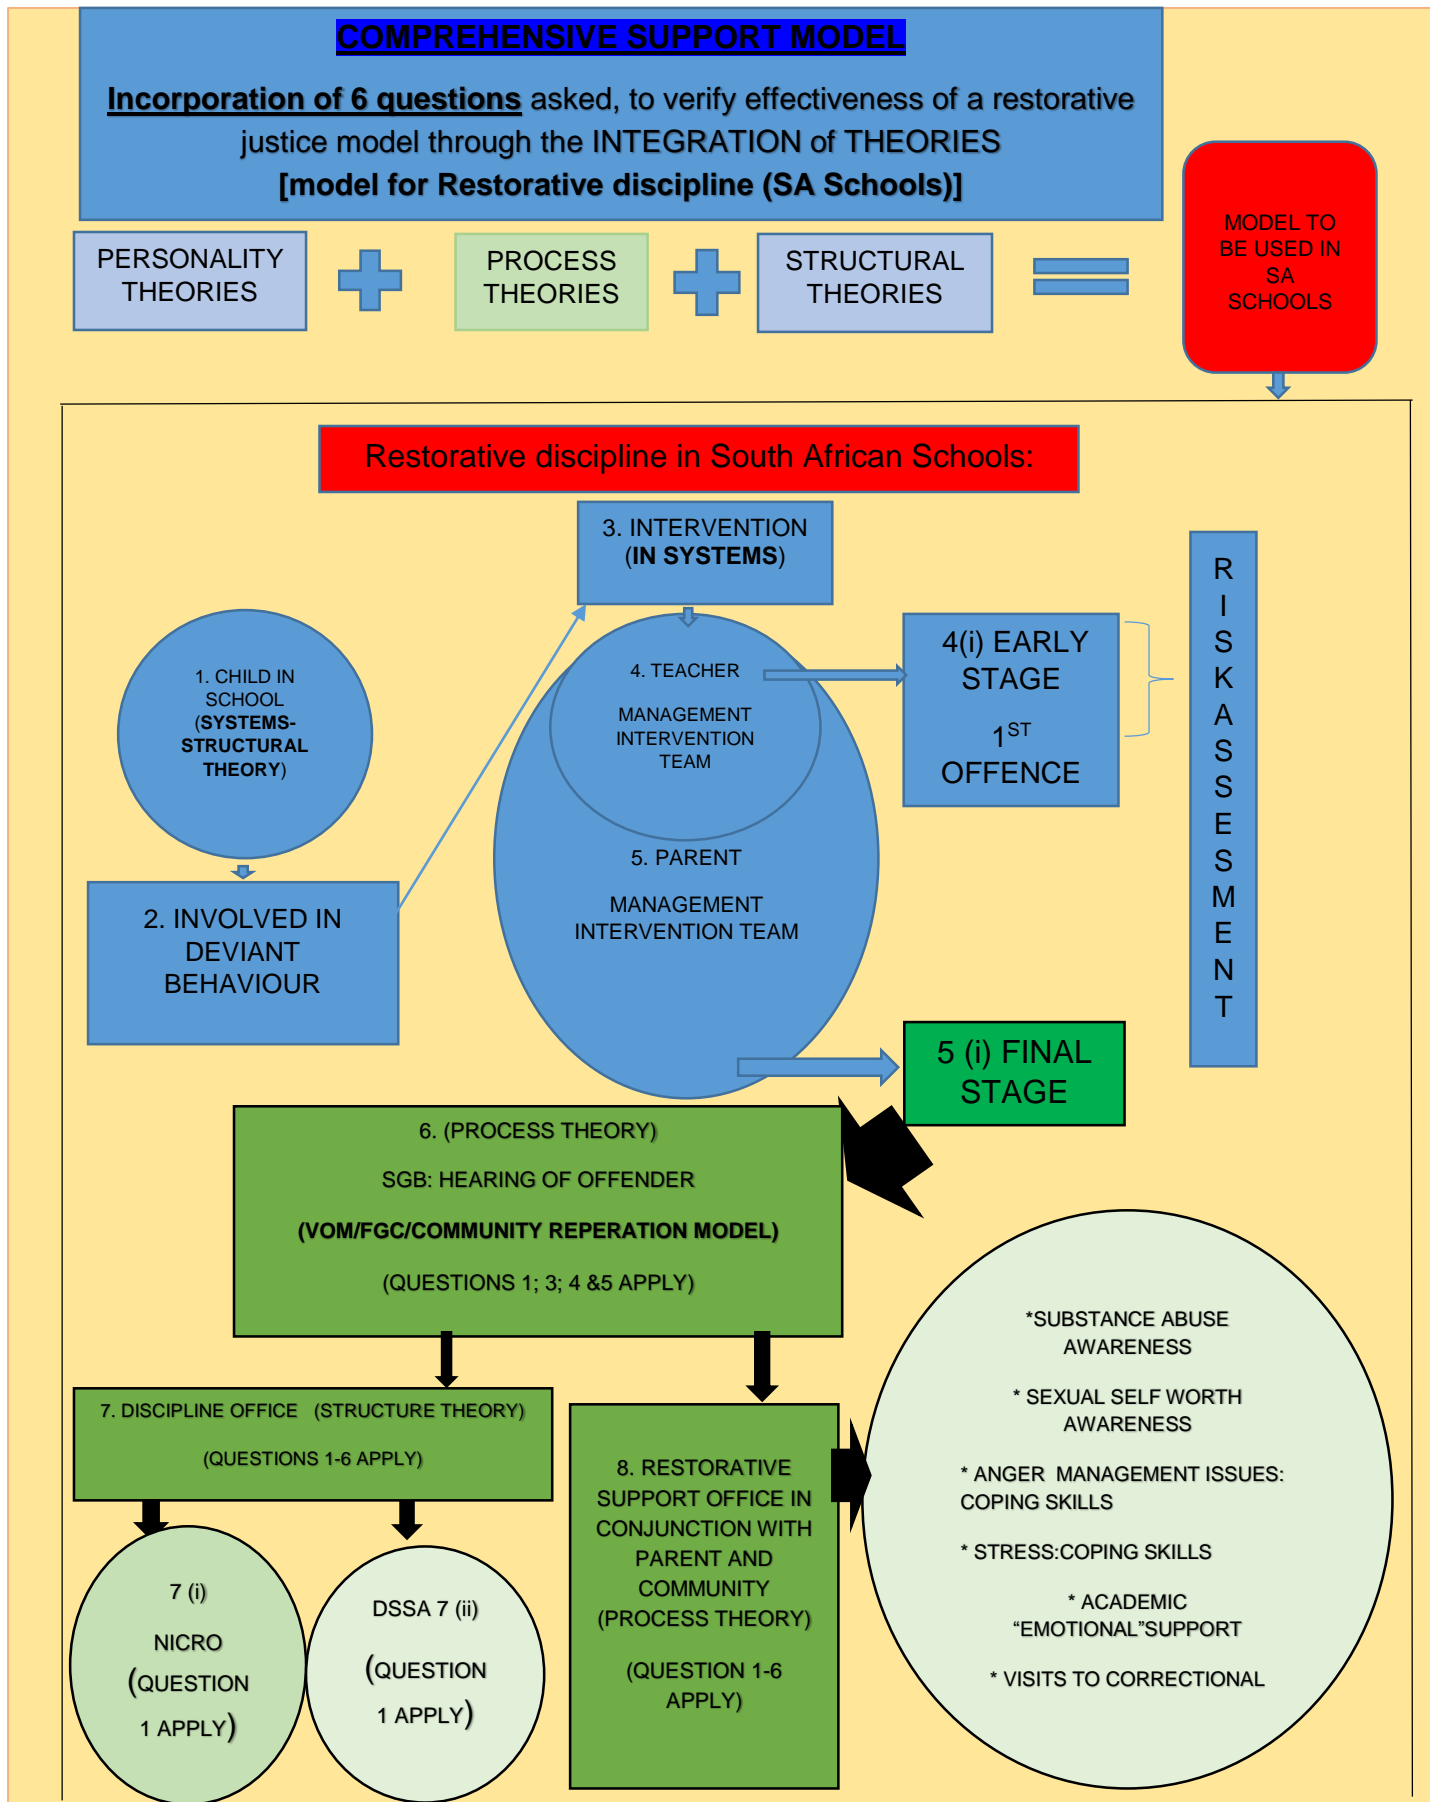 COMPREHENSIVE SUPPORT MODEL
Incorporation of 6 questions asked, to verify effectiveness of a restorative
justice model through the INTEGRATION of THEORIES
[model for Restorative discipline (SA Schools)]
PERSONALITY
THEORIES
PROCESS
THEORIES
STRUCTURAL
THEORIES
MODEL TO
BE USED IN
SA
SCHOOLS
Restorative discipline in South African Schools:
1. CHILD IN
SCHOOL
(SYSTEMS-
STRUCTURAL
THEORY)
2. INVOLVED IN
DEVIANT
BEHAVIOUR
3. INTERVENTION
(IN SYSTEMS)
4. TEACHER
MANAGEMENT
INTERVENTION
TEAM
4(i) EARLY
STAGE
1ST
OFFENCE
R
I
S
K
A
S
S
E
S
M
E
N
T
5. PARENT
MANAGEMENT
INTERVENTION TEAM
5 (i) FINAL
STAGE
6. (PROCESS THEORY)
SGB: HEARING OF OFFENDER
(VOM/FGC/COMMUNITY REPERATION MODEL)
(QUESTIONS 1; 3; 4 &5 APPLY)
7. DISCIPLINE OFFICE (STRUCTURE THEORY)
(QUESTIONS 1-6 APPLY)
7 (i)
NICRO
(QUESTION
1 APPLY)
DSSA 7 (ii)
(QUESTION
1 APPLY)
8. RESTORATIVE
SUPPORT OFFICE IN
CONJUNCTION WITH
PARENT AND
COMMUNITY
(PROCESS THEORY)
(QUESTION 1-6
APPLY)
*SUBSTANCE ABUSE
AWARENESS
* SEXUAL SELF WORTH
AWARENESS
* ANGER MANAGEMENT ISSUES:
COPING SKILLS
* STRESS:COPING SKILLS
* ACADEMIC
“EMOTIONAL”SUPPORT
* VISITS TO CORRECTIONAL